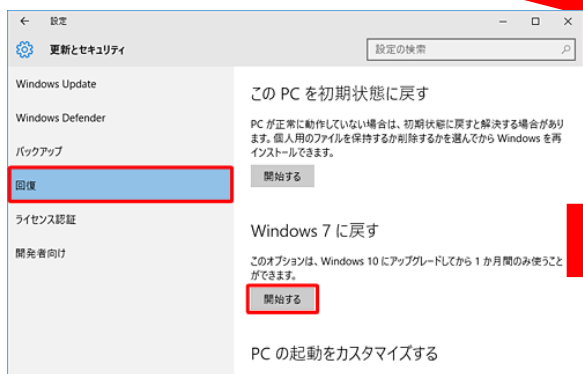 ← 設定
更新とセキュリティ
設定の検索
Windows Update
Windows Defender
バックアップ
回復
ライセンス認証
開発者向け
この PC を初期状態に戻す
PC が正常に動作していない場合は、初期状態に戻すと解決する場合があり
ます。個人用のファイルを保持するか削除するかを選んでから Windows を再
インストールできます。
開始する
Windows 7 に戻す
このオプションは、Windows 10 にアップグレードしてから 1 か月間のみ使うこと
ができます。
開始する
PC の起動をカスタマイズする